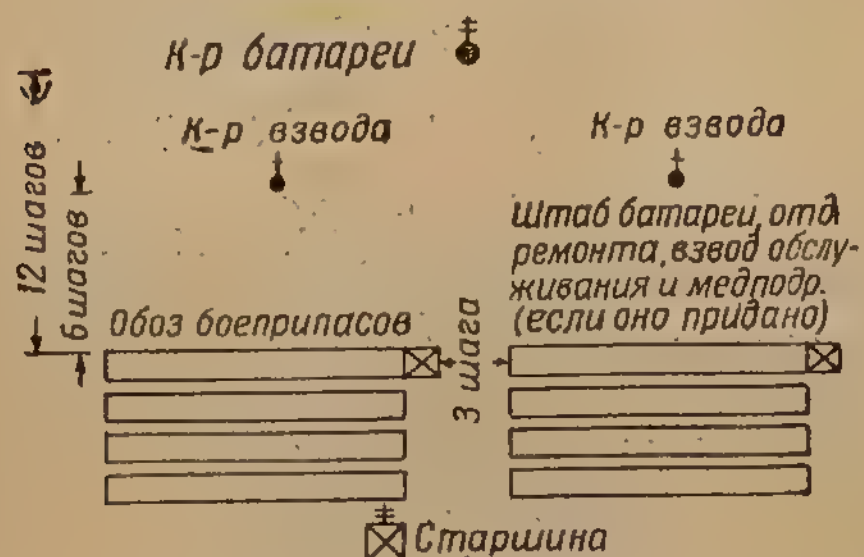 К-р батареи
К-р взвода
К-р взвода
12 шагов
6 шагов
Штаб батареи, отд.
ремонта, взвод обслу-
живания и медподр.
(если оно придано)
Обоз боеприпасов
3 шага
Старшина